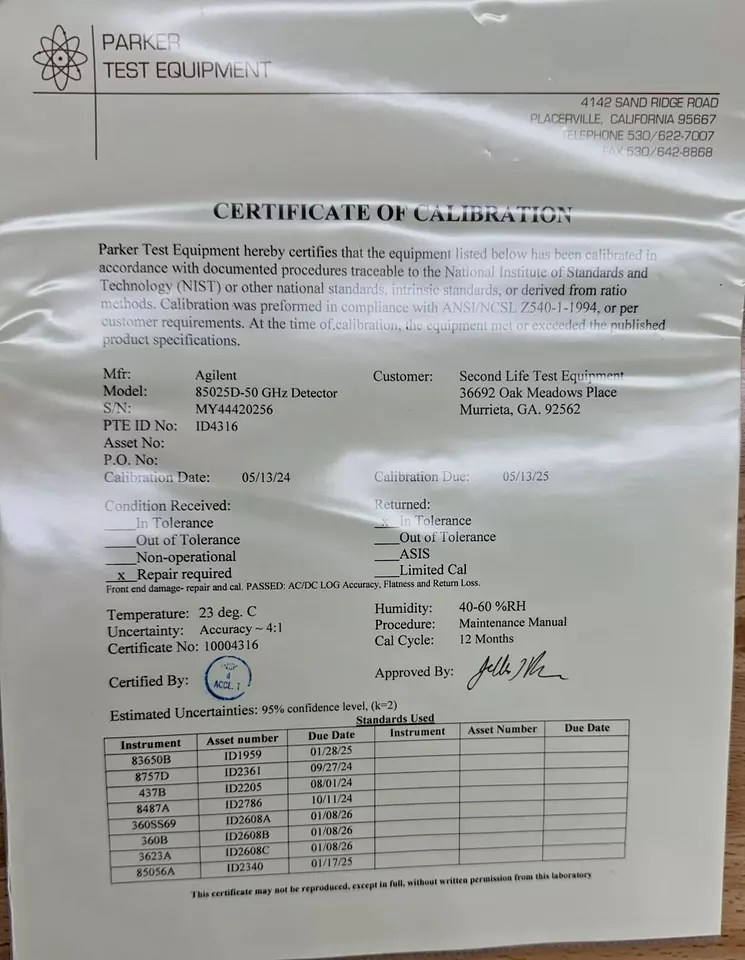 PARKER
TEST EQUIPMENT
4142 SAND RIDGE ROAD
PLACERVILLE, CALIFORNIA 95667
TELEPHONE 530/622-7007
FAX 530/642-8868
CERTIFICATE OF CALIBRATION
Parker Test Equipment hereby certifies that the equipment listed below has been calibrated in
accordance with documented procedures traceable to the National Institute of Standards and
Technology (NIST) or other national standards, intrinsic standards, or derived from ratio
methods. Calibration was preformed in compliance with ANSI/NCSL Z540-1-1994, or per
customer requirements. At the time of calibration, the equipment met or exceeded the published
product specifications.
Mfr: Agilent Customer: Second Life Test Equipment
Model: 85025D-50 GHz Detector 36692 Oak Meadows Place
S/N: MY44420256 Murrieta, GA. 92562
PTE ID No: ID4316
Asset No:
P.O. No:
Calibration Date: 05/13/24 Calibration Due: 05/13/25
Condition Received: Returned:
In Tolerance x In Tolerance
Out of Tolerance Out of Tolerance
Non-operational ASIS
x Repair required Limited Cal
Front end damage- repair and cal. PASSED: AC/DC LOG Accuracy, Flatness and Return Loss.
Temperature: 23 deg. C Humidity: 40-60 %RH
Uncertainty: Accuracy ~ 4:1 Procedure: Maintenance Manual
Certificate No: 10004316 Cal Cycle: 12 Months
Certified By: 4 ACCE. 1 Approved By:
Estimated Uncertainties: 95% confidence level, (k=2)
Standards Used
Instrument Asset number Due Date Instrument Asset Number Due Date
83650B ID1959 01/28/25
8757D ID2361 09/27/24
437B ID2205 08/01/24
8487A ID2786 10/11/24
360SS69 ID2608A 01/08/26
360B ID2608B 01/08/26
3623A ID2608C 01/08/26
85056A ID2340 01/17/25
This certificate may not be reproduced, except in full, without written permission from this laboratory